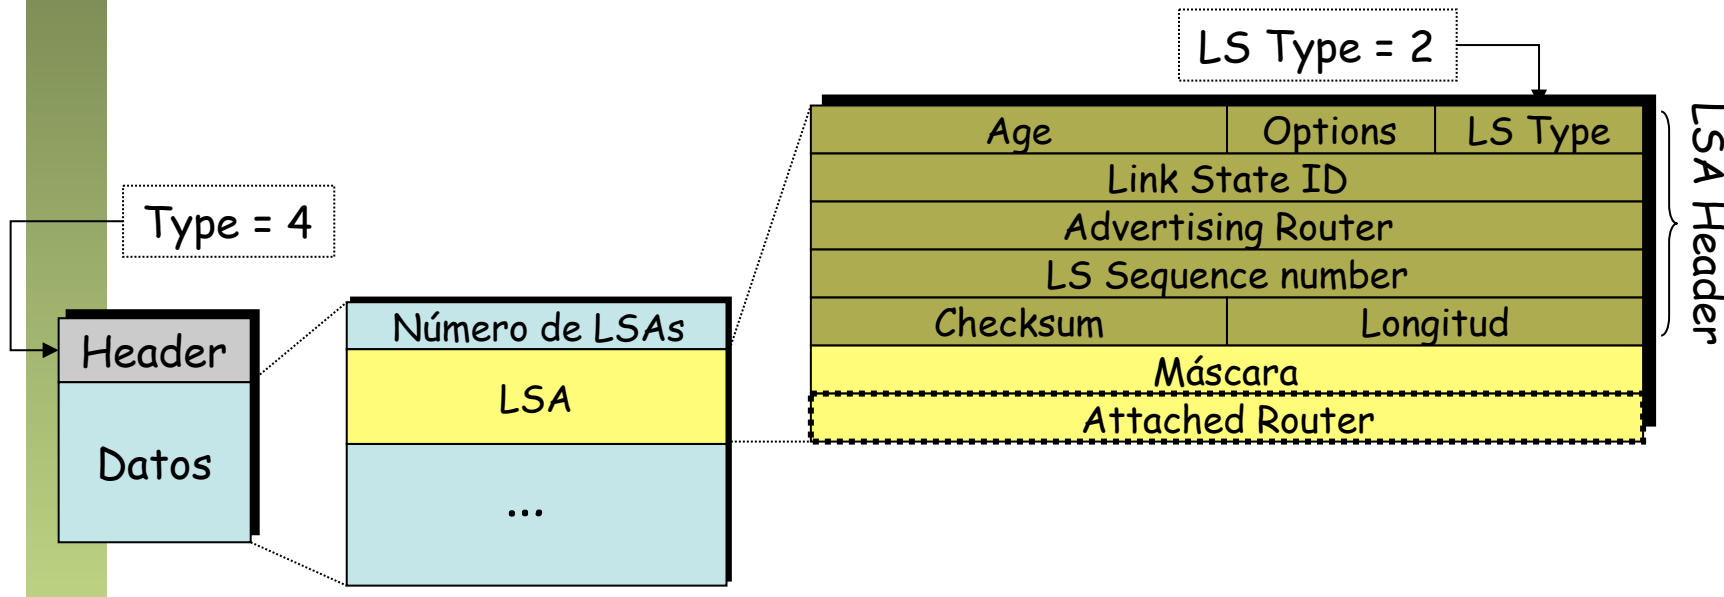 LS Type = 2
Age Options LS Type
Link State ID
Advertising Router
LS Sequence number
Checksum Longitud
Máscara
Attached Router
LSA Header
Type = 4
Header
Datos
Número de LSAs
LSA
...